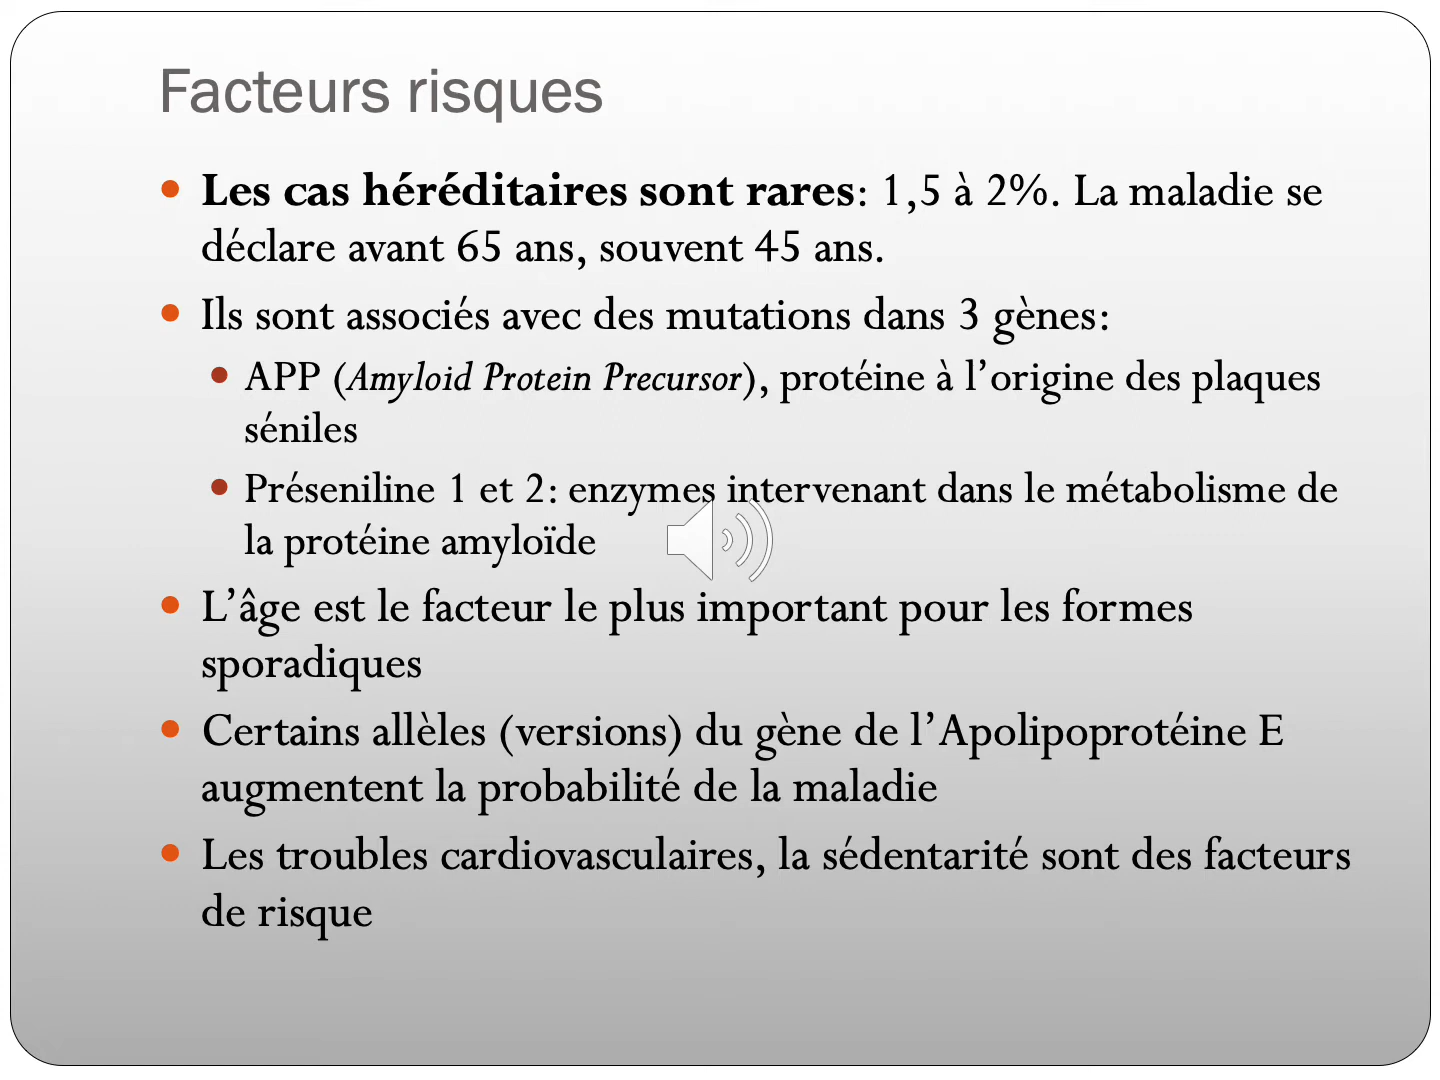 Facteurs risques
Les cas héréditaires sont rares: 1,5 à 2%. La maladie se
déclare avant 65 ans, souvent 45 ans.
Ils sont associés avec des mutations dans 3 gènes:
APP (Amyloid Protein Precursor), protéine à l’origine des plaques
séniles
Préseniline 1 et 2: enzymes intervenant dans le métabolisme de
la protéine amyloïde
L’âge est le facteur le plus important pour les formes
sporadiques
Certains allèles (versions) du gène de l’Apolipoprotéine E
augmentent la probabilité de la maladie
Les troubles cardiovasculaires, la sédentarité sont des facteurs
de risque